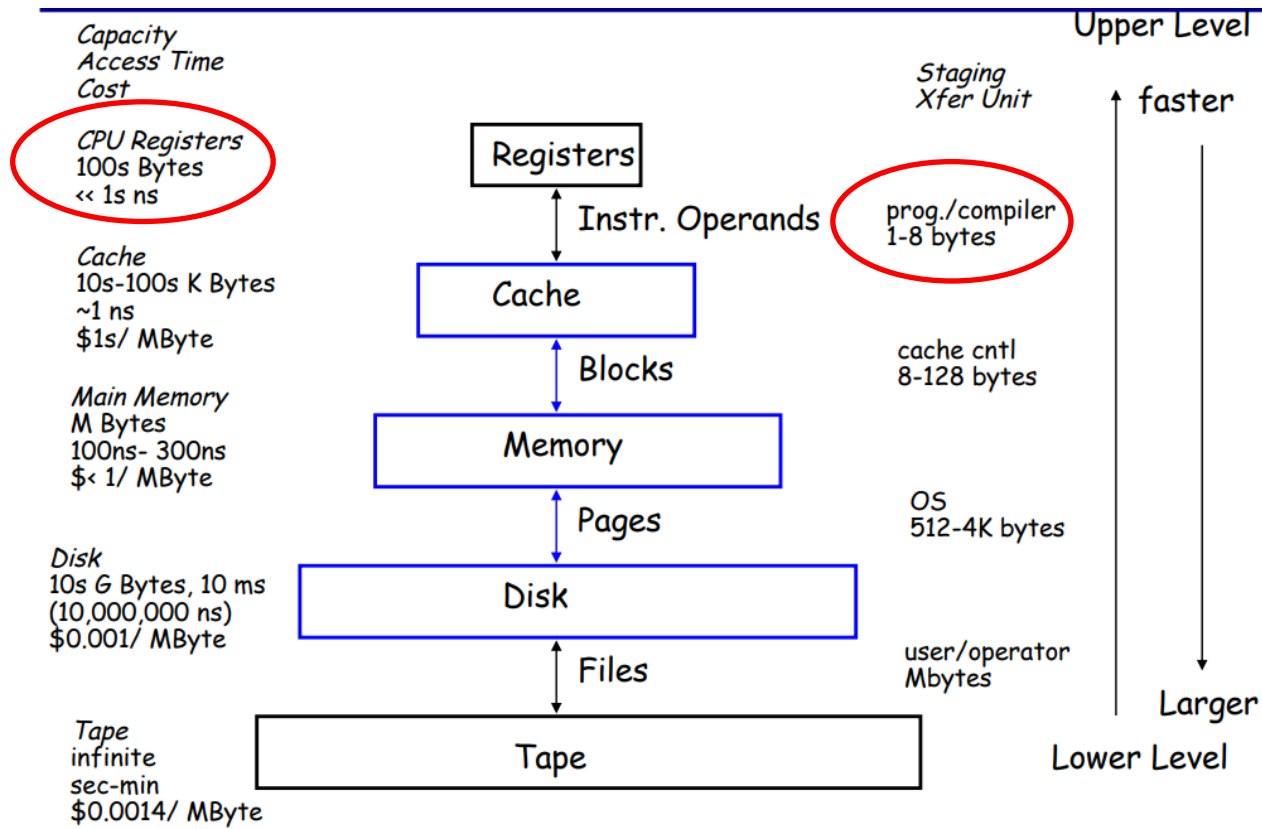 Capacity
Access Time
Cost
Upper Level
Staging
Xfer Unit
faster
CPU Registers
100s Bytes
<< 1s ns
Registers
Instr. Operands
prog./compiler
1-8 bytes
Cache
10s-100s K Bytes
~1 ns
$1s/ MByte
Cache
Blocks
cache cntl
8-128 bytes
Main Memory
M Bytes
100ns- 300ns
$< 1/ MByte
Memory
Pages
OS
512-4K bytes
Disk
10s G Bytes, 10 ms
(10,000,000 ns)
$0.001/ MByte
Disk
Files
user/operator
Mbytes
Larger
Tape
infinite
sec-min
$0.0014/ MByte
Tape
Lower Level